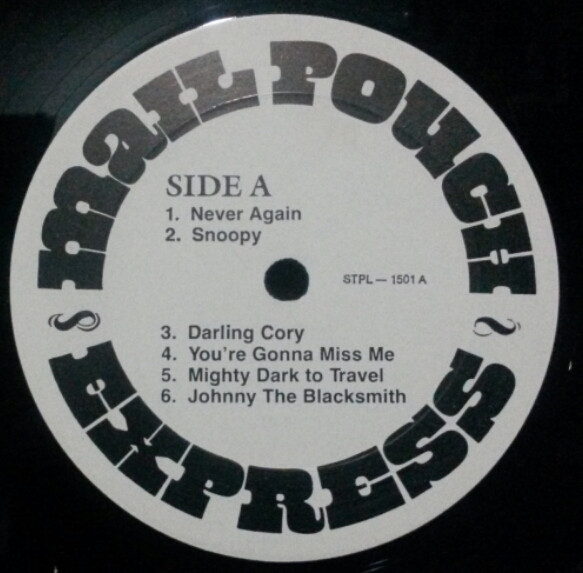 MAIL POUCH
SIDE A
1. Never Again
2. Snoopy
STPL — 1501 A
3. Darling Cory
4. You're Gonna Miss Me
5. Mighty Dark to Travel
6. Johnny The Blacksmith
EXPRESS